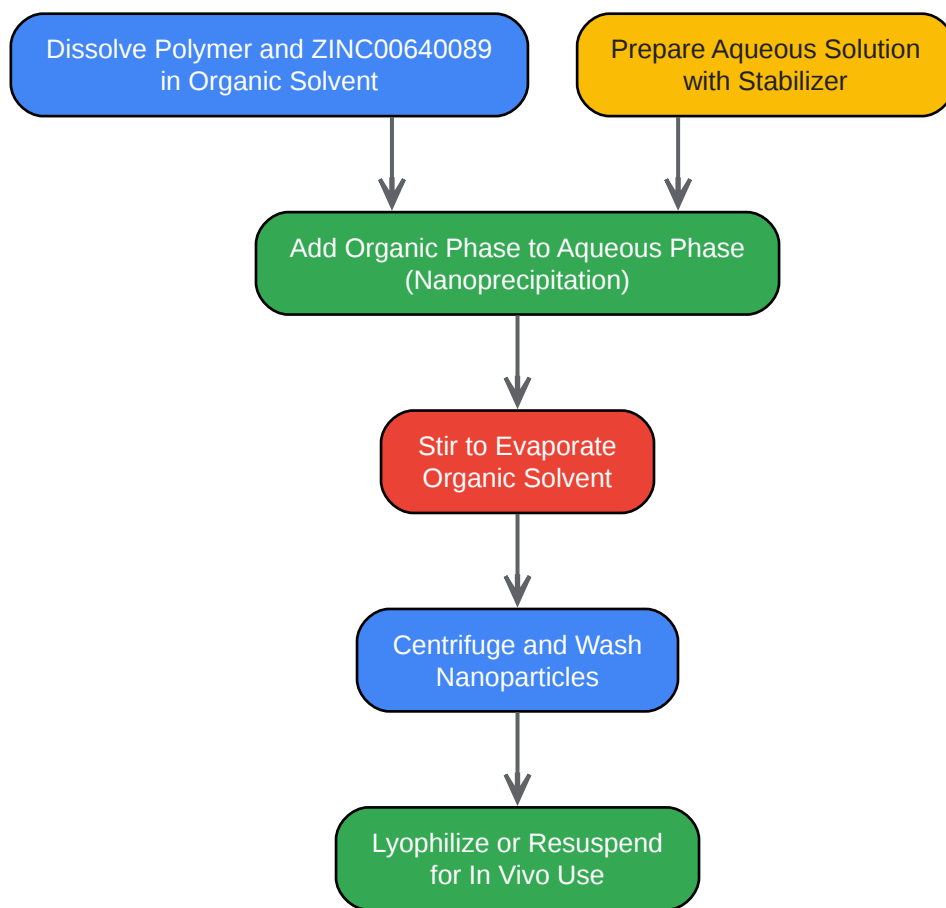 Dissolve Polymer and ZINC00640089
in Organic Solvent
Prepare Aqueous Solution
with Stabilizer
Add Organic Phase to Aqueous Phase
(Nanoprecipitation)
Stir to Evaporate
Organic Solvent
Centrifuge and Wash
Nanoparticles
Lyophilize or Resuspend
for In Vivo Use